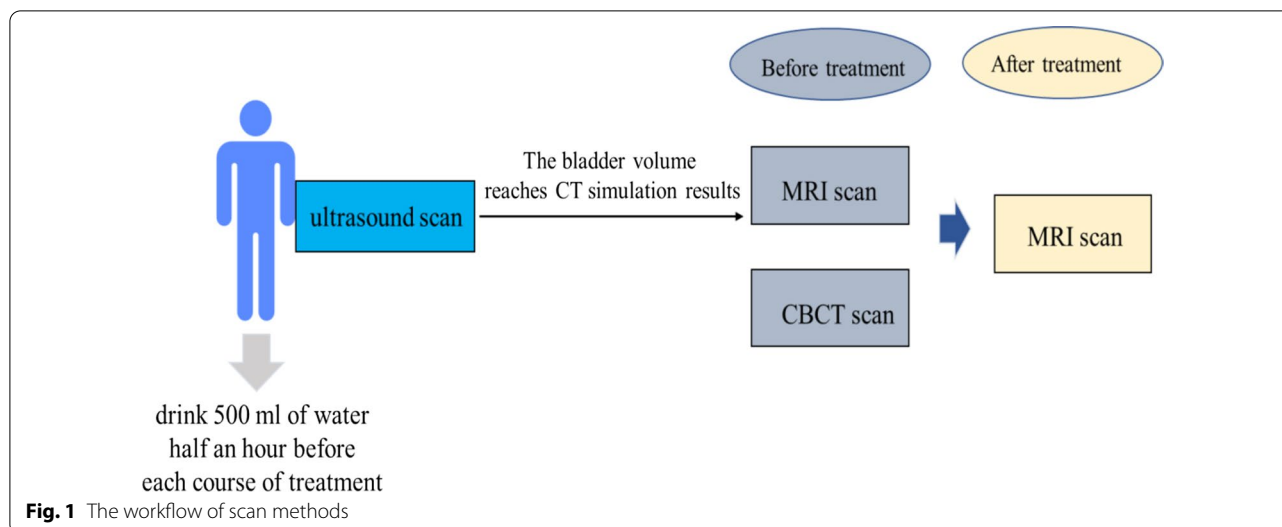 Before treatment
After treatment
The bladder volume
reaches CT simulation results
ultrasound scan
MRI scan
MRI scan
CBCT scan
drink 500 ml of water
half an hour before
each course of treatment
Fig. 1 The workflow of scan methods